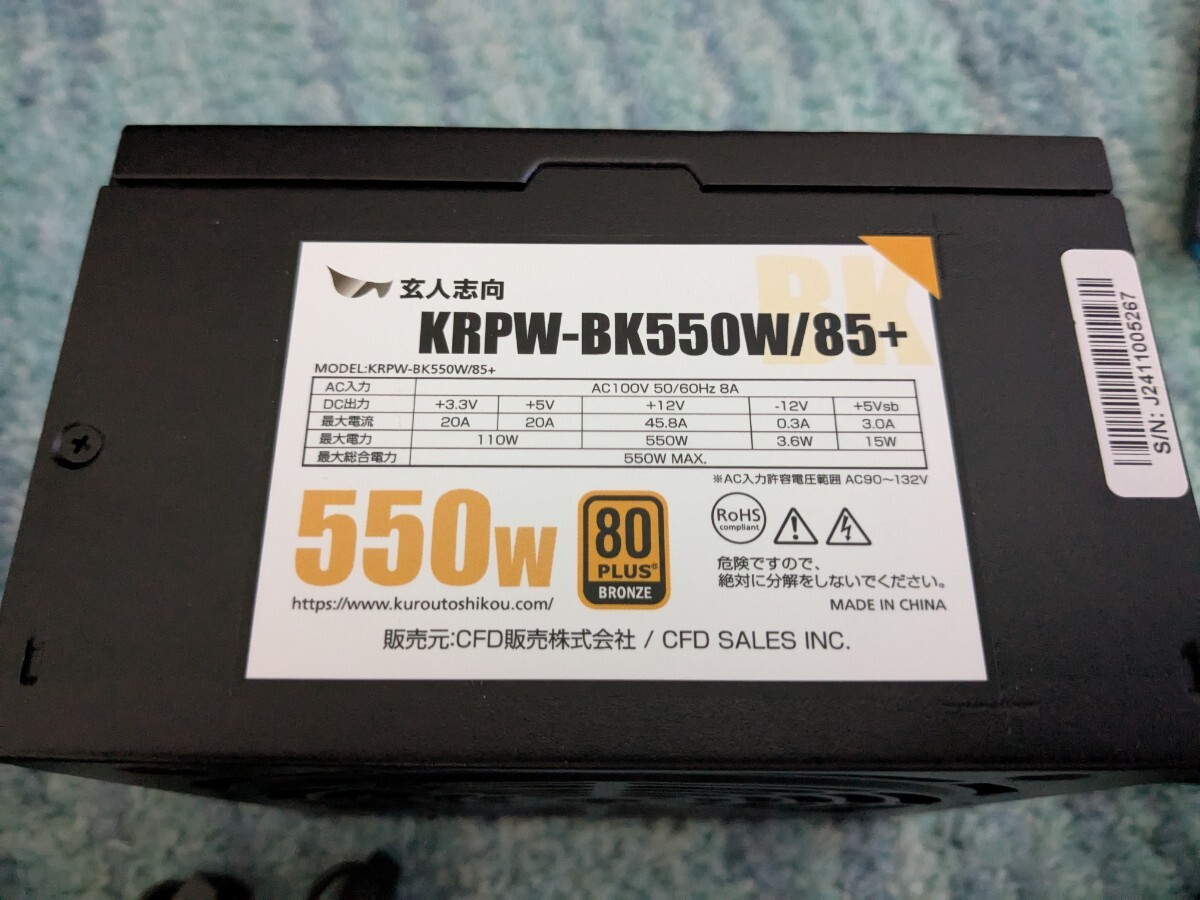 玄人志向
BK
KRPW-BK550W/85+
MODEL:KRPW-BK550W/85+
AC入力 AC100V 50/60Hz 8A
DC出力 +3.3V +5V +12V -12V +5Vsb
最大電流 20A 20A 45.8A 0.3A 3.0A
最大電力 110W 550W 3.6W 15W
最大総合電力 550W MAX.
※AC入力許容電圧範囲 AC90～132V
550W
80
PLUS®
BRONZE
RoHS
compliant
危険ですので、
絶対に分解をしないでください。
https://www.kuroutoshikou.com/
MADE IN CHINA
販売元:CFD販売株式会社 / CFD SALES INC.
S/N: J2411005267